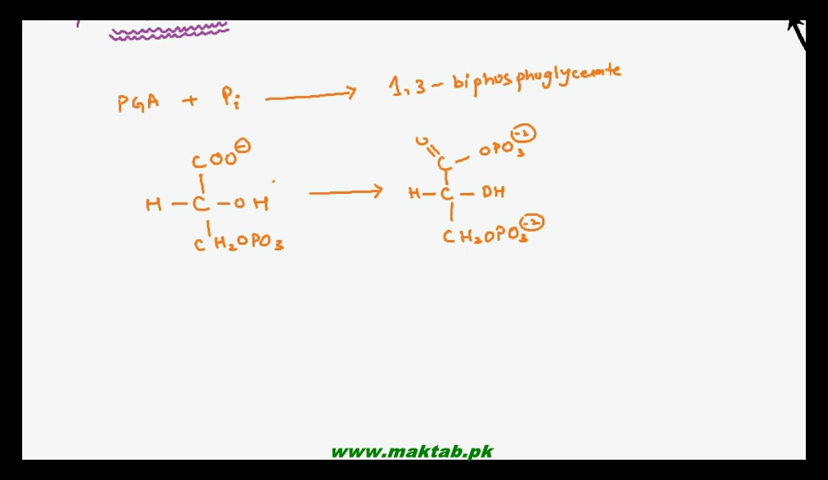 PGA + Pi → 1,3-biphosphoglycerate
COO⊖
H - C - OH
CH₂OPO₃
→
O
C - OPO₃ -2
H - C - OH
CH₂OPO₃ -2
www.maktab.pk